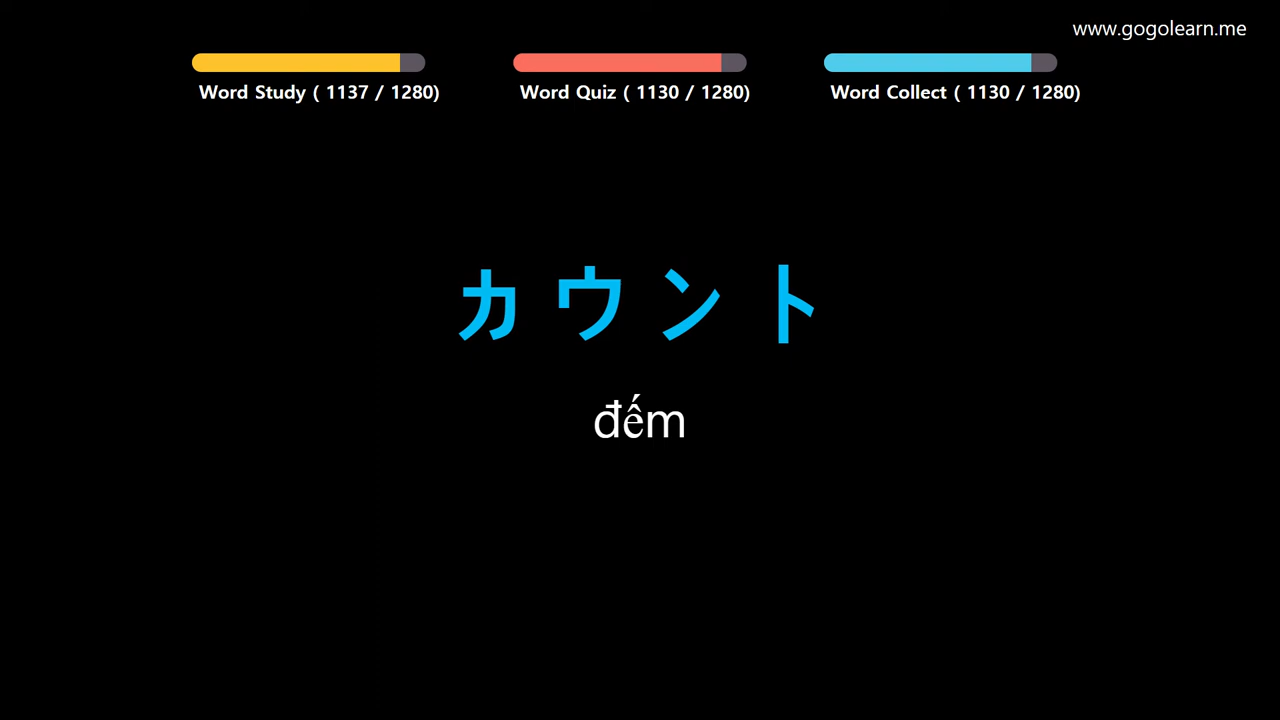 www.gogolearn.me
Word Study ( 1137 / 1280)
Word Quiz ( 1130 / 1280)
Word Collect ( 1130 / 1280)
カウント
đếm